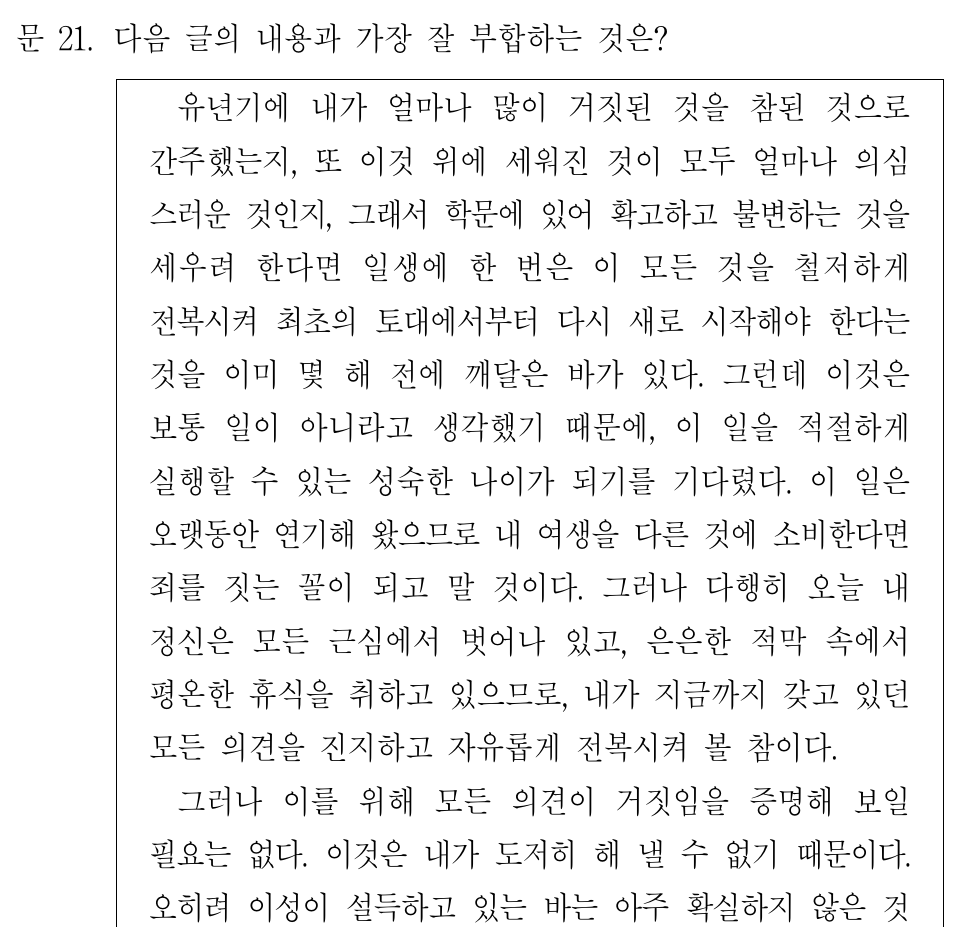 문 21. 다음 글의 내용과 가장 잘 부합하는 것은?
유년기에 내가 얼마나 많이 거짓된 것을 참된 것으로
간주했는지, 또 이것 위에 세워진 것이 모두 얼마나 의심
스러운 것인지, 그래서 학문에 있어 확고하고 불변하는 것을
세우려 한다면 일생에 한 번은 이 모든 것을 철저하게
전복시켜 최초의 토대에서부터 다시 새로 시작해야 한다는
것을 이미 몇 해 전에 깨달은 바가 있다. 그런데 이것은
보통 일이 아니라고 생각했기 때문에, 이 일을 적절하게
실행할 수 있는 성숙한 나이가 되기를 기다렸다. 이 일은
오랫동안 연기해 왔으므로 내 여생을 다른 것에 소비한다면
죄를 짓는 꼴이 되고 말 것이다. 그러나 다행히 오늘 내
정신은 모든 근심에서 벗어나 있고, 은은한 적막 속에서
평온한 휴식을 취하고 있으므로, 내가 지금까지 갖고 있던
모든 의견을 진지하고 자유롭게 전복시켜 볼 참이다.
그러나 이를 위해 모든 의견이 거짓임을 증명해 보일
필요는 없다. 이것은 내가 도저히 해 낼 수 없기 때문이다.
오히려 이성이 설득하고 있는 바는 아주 확실하지 않은 것